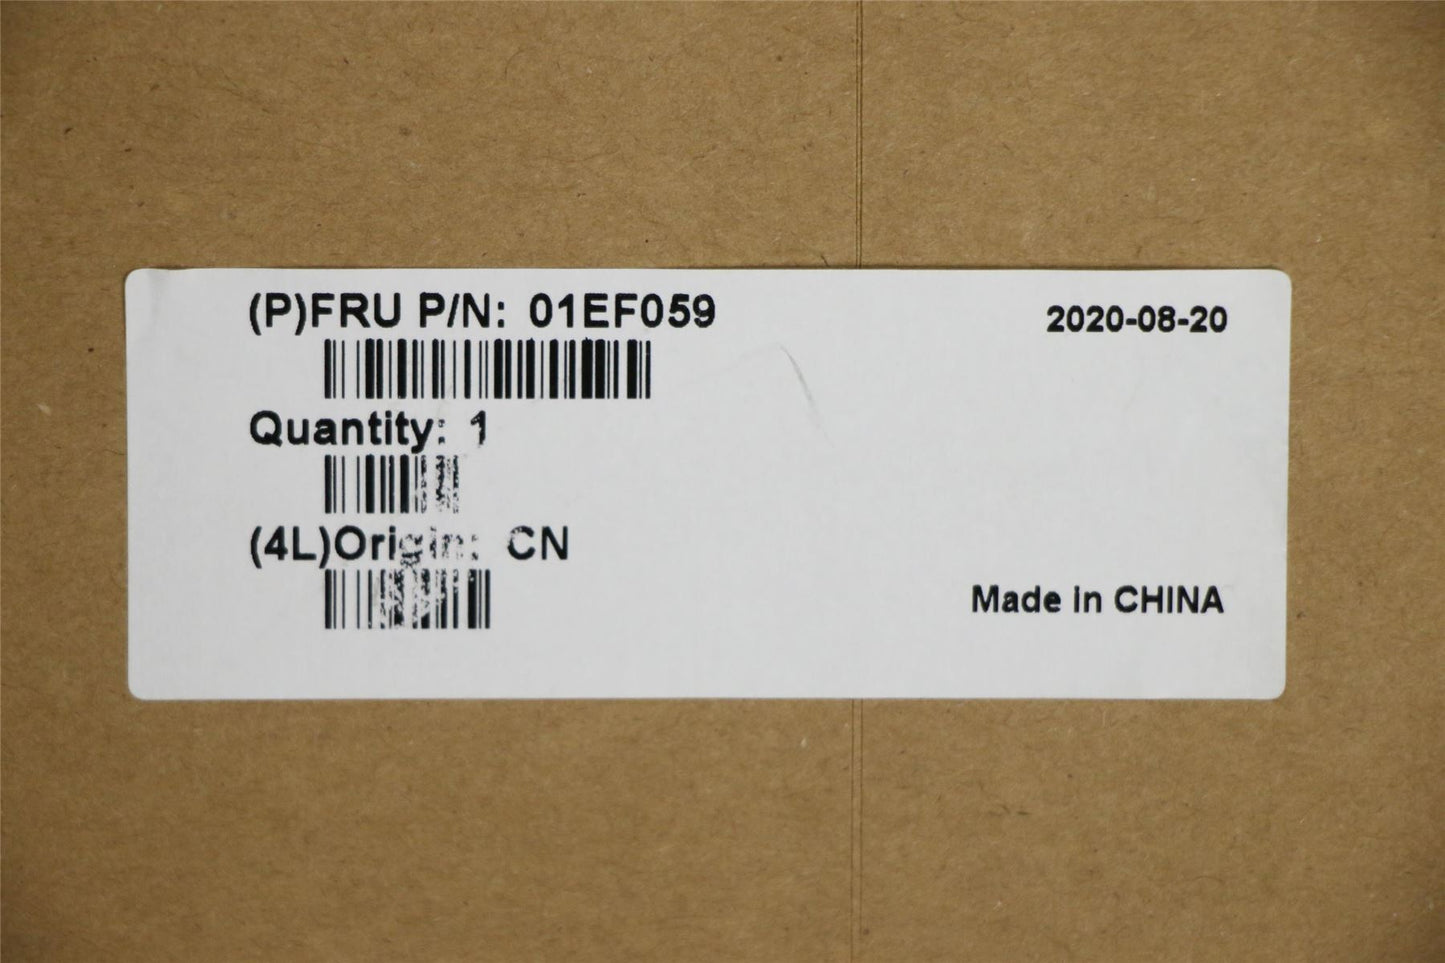 (P)FRU P/N: 01EF059
2020-08-20
Quantity: 1
(4L)Origin: CN
Made in CHINA